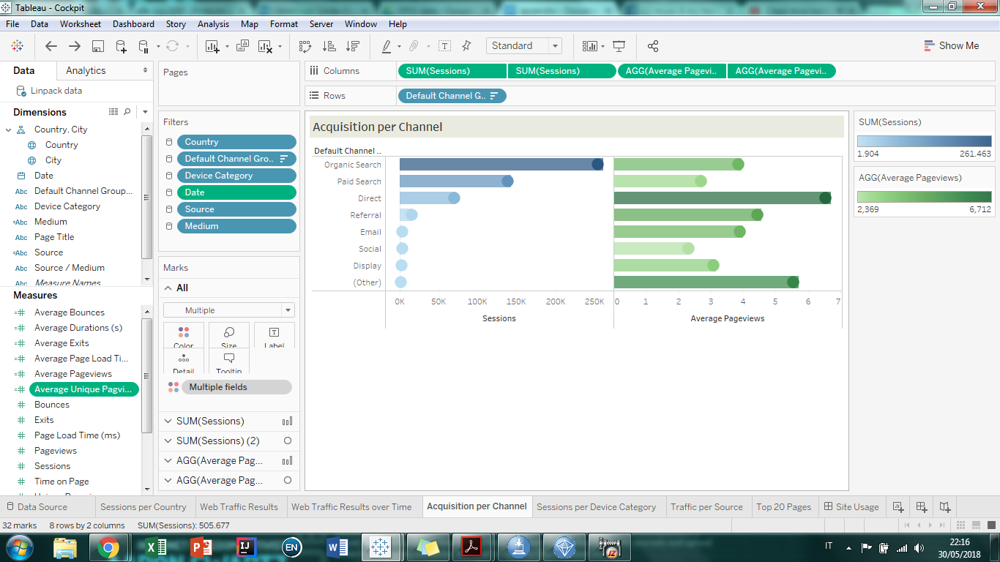 Tableau - Cockpit
File Data Worksheet Dashboard Story Analysis Map Format Server Window Help
Standard
Show Me
Data Analytics
Linpack data
Dimensions
Country, City
Country
City
Date
Abc Default Channel Group...
Abc Device Category
=Abc Medium
Abc Page Title
=Abc Source
Abc Source / Medium
Abc Measure Names
Measures
Average Bounces
Average Durations (s)
Average Exits
Average Page Load Ti...
Average Pageviews
Average Unique Pagvi...
Bounces
Exits
Page Load Time (ms)
Pageviews
Sessions
Time on Page
Pages
Filters
Country
Default Channel Gro..
Device Category
Date
Source
Medium
Marks
All
Multiple
Color Size Label
Detail Tooltip
Multiple fields
SUM(Sessions)
SUM(Sessions) (2)
AGG(Average Pag...
AGG(Average Pag...
Columns SUM(Sessions) SUM(Sessions) AGG(Average Pagevi.. AGG(Average Pagevi..
Rows Default Channel G..
Acquisition per Channel
Default Channel ..
Organic Search
Paid Search
Direct
Referral
Email
Social
Display
(Other)
0K 50K 100K 150K 200K 250K 0 1 2 3 4 5 6 7
Sessions Average Pageviews
SUM(Sessions)
1.904 261.463
AGG(Average Pageviews)
2,369 6,712
Data Source Sessions per Country Web Traffic Results Web Traffic Results over Time Acquisition per Channel Sessions per Device Category Traffic per Source Top 20 Pages Site Usage
32 marks 8 rows by 2 columns SUM(Sessions): 505.677
EN
IT
22:16
30/05/2018